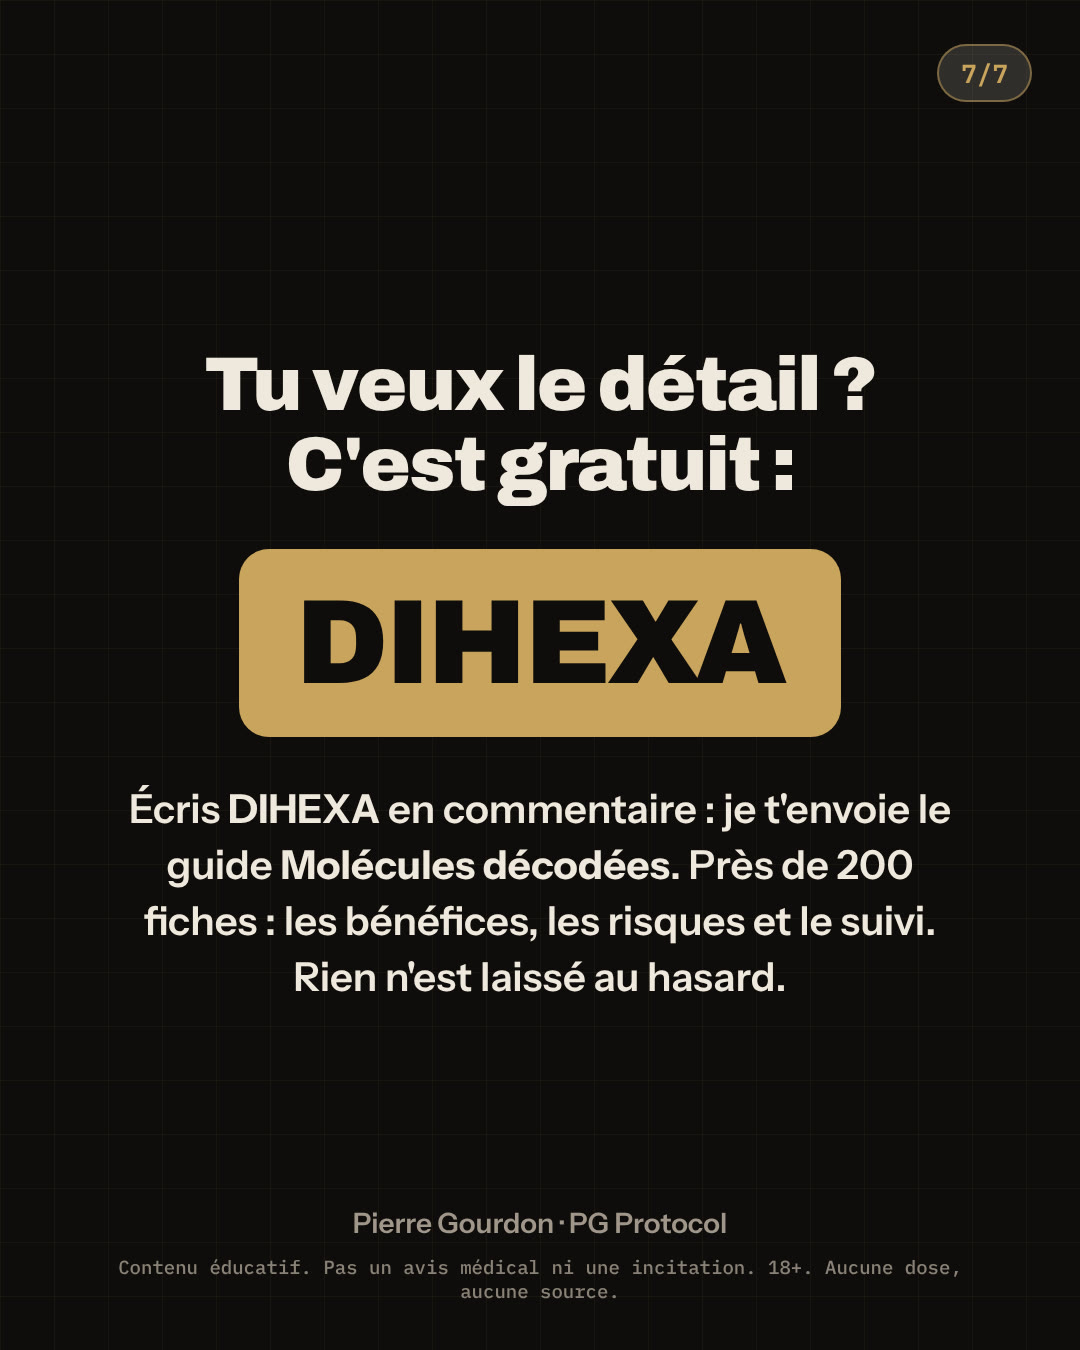 7/7
Tu veux le détail ?
C'est gratuit :
DIHEXA
Écris DIHEXA en commentaire : je t'envoie le
guide Molécules décodées. Près de 200
fiches : les bénéfices, les risques et le suivi.
Rien n'est laissé au hasard.
Pierre Gourdon · PG Protocol
Contenu éducatif. Pas un avis médical ni une incitation. 18+. Aucune dose,
aucune source.